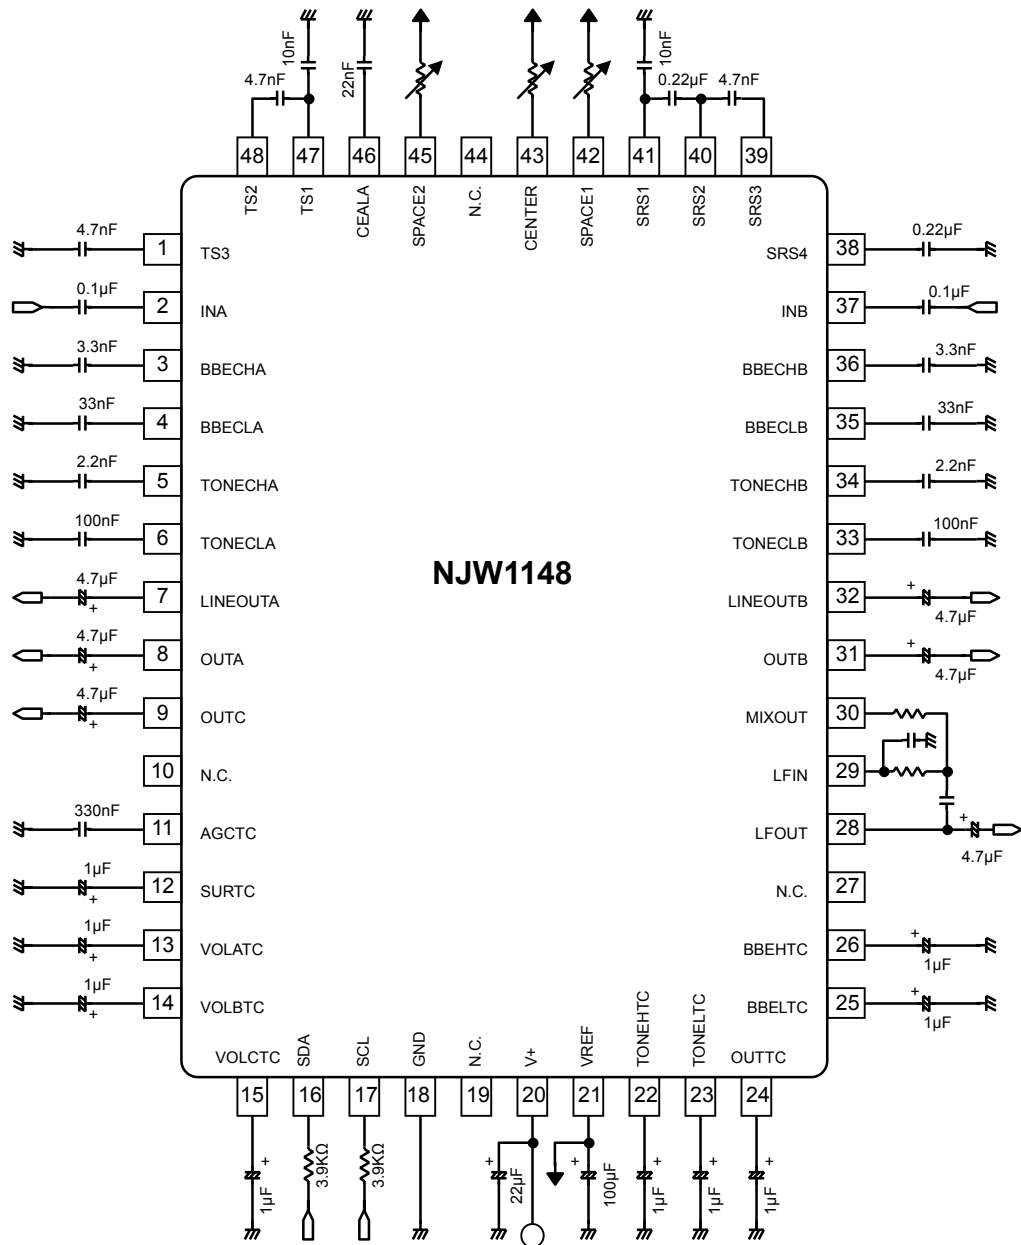 10nF
22nF
10nF
4.7nF
0.22µF
4.7nF
48
47
46
45
44
43
42
41
40
39
TS2
TS1
CEALA
SPACE2
N.C.
CENTER
SPACE1
SRS1
SRS2
SRS3
4.7nF
1
TS3
SRS4
38
0.22µF
0.1µF
2
INA
INB
37
0.1µF
3.3nF
3
BBECHA
BBECHB
36
3.3nF
33nF
4
BBECLA
BBECLB
35
33nF
2.2nF
5
TONECHA
TONECHB
34
2.2nF
100nF
6
TONECLA
TONECLB
33
100nF
NJW1148
4.7µF
+
7
LINEOUTA
LINEOUTB
32
+
4.7µF
4.7µF
+
8
OUTA
OUTB
31
+
4.7µF
4.7µF
+
9
OUTC
MIXOUT
30
10
N.C.
LFIN
29
330nF
11
AGCTC
LFOUT
28
+
4.7µF
1µF
+
12
SURTC
N.C.
27
1µF
+
13
VOLATC
BBEHTC
26
+
1µF
1µF
+
14
VOLBTC
BBELTC
25
+
1µF
VOLCTC
SDA
SCL
GND
N.C.
V+
VREF
TONEHTC
TONELTC
OUTTC
15
16
17
18
19
20
21
22
23
24
+
1µF
3.9KΩ
3.9KΩ
+
22µF
+
100µF
+
1µF
+
1µF
+
1µF